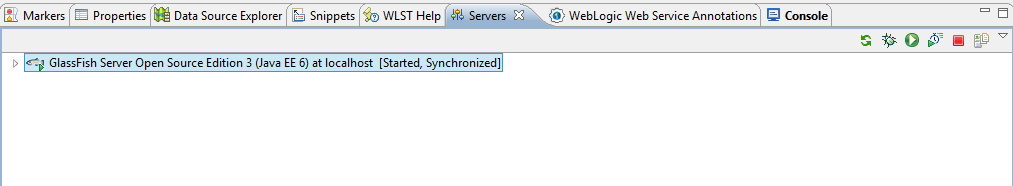 Markers Properties Data Source Explorer Snippets WLST Help Servers WebLogic Web Service Annotations Console
GlassFish Server Open Source Edition 3 (Java EE 6) at localhost [Started, Synchronized]